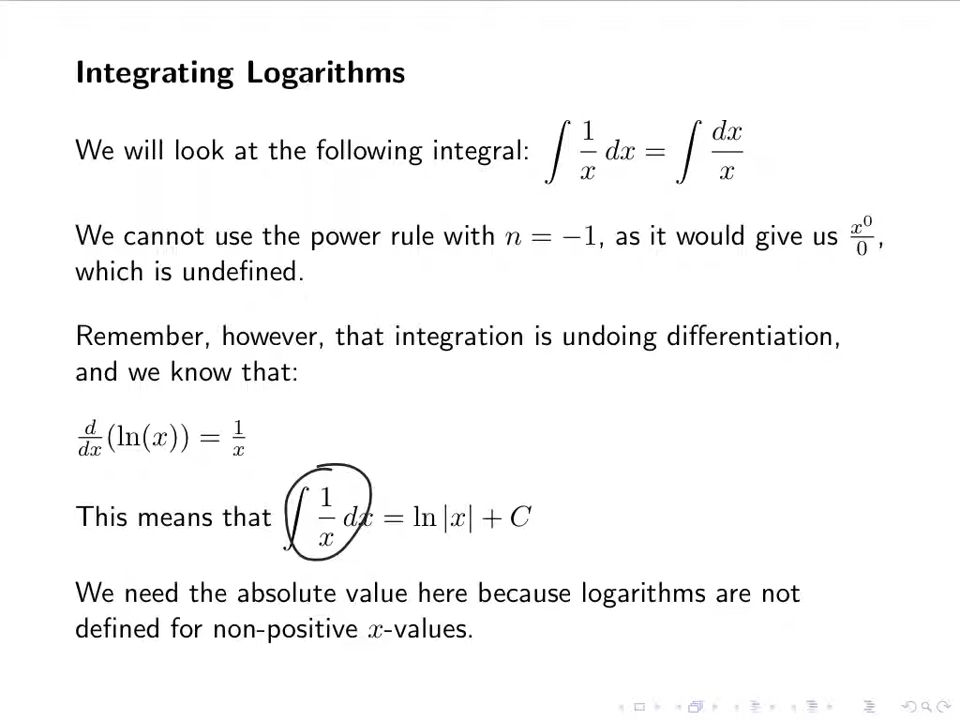 Integrating Logarithms
We will look at the following integral: ∫ 1/x dx = ∫ dx/x
We cannot use the power rule with n = −1, as it would give us x⁰/0,
which is undefined.
Remember, however, that integration is undoing differentiation,
and we know that:
d/dx (ln(x)) = 1/x
This means that ∫ 1/x dx = ln |x| + C
We need the absolute value here because logarithms are not
defined for non-positive x-values.